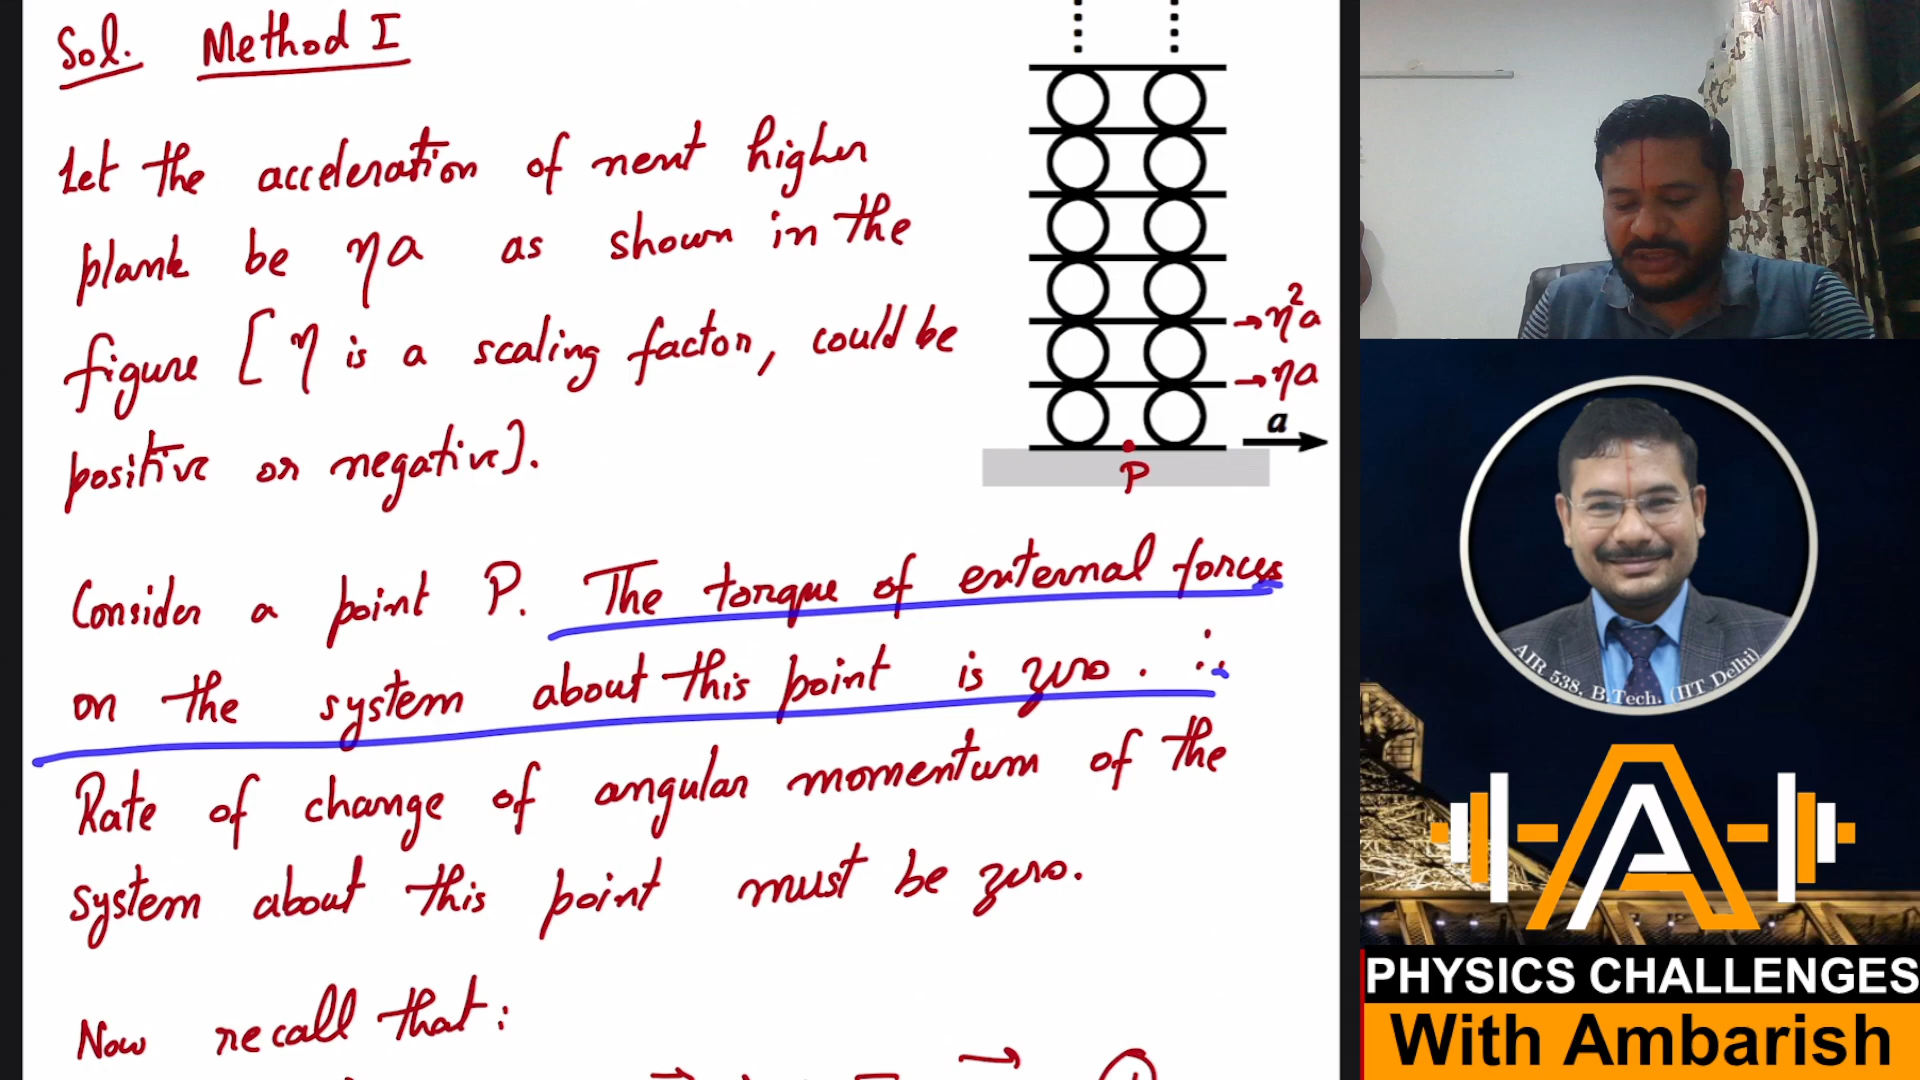 Sol. Method I
Let the acceleration of next higher
plank be ηa as shown in the
figure [ η is a scaling factor, could be
positive or negative].
→η²a
→ηa
a
P
Consider a point P. The torque of external forces
on the system about this point is zero. ∴
Rate of change of angular momentum of the
system about this point must be zero.
Now recall that:
AIR 538, B.Tech. (IIT Delhi)
A
PHYSICS CHALLENGES
With Ambarish